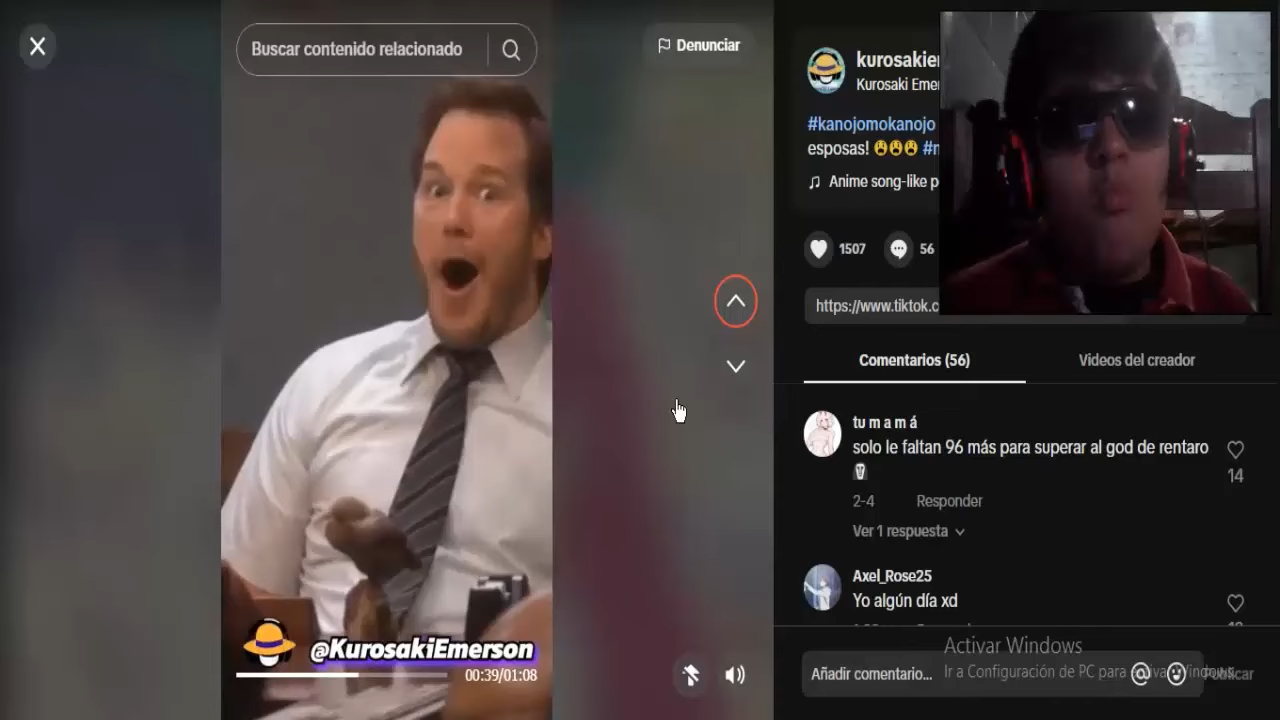 Buscar contenido relacionado
Denunciar
@KurosakiEmerson
00:39/01:08
kurosakie
Kurosaki Emer
#kanojomokanojo
esposas! 😩😩😩
Anime song-like p
1507
56
https://www.tiktok.c
Comentarios (56)
Videos del creador
tu m a m á
solo le faltan 96 más para superar al god de rentaro
🗿
14
2-4
Responder
Ver 1 respuesta
Axel_Rose25
Yo algún día xd
Añadir comentario...
Publicar
Activar Windows
Ir a Configuración de PC para activar Windows.